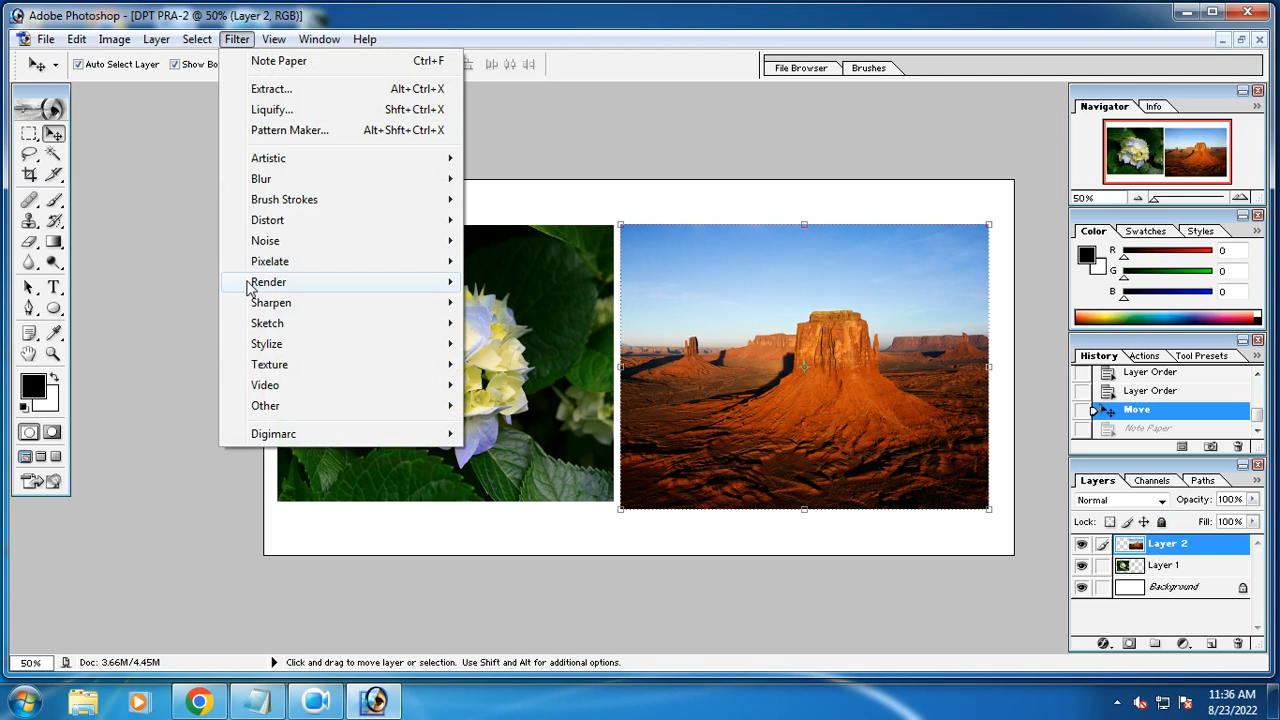 Adobe Photoshop - [DPT PRA-2 @ 50% (Layer 2, RGB)]
File Edit Image Layer Select Filter View Window Help
Auto Select Layer Show Bo
File Browser Brushes
Note Paper Ctrl+F
Extract... Alt+Ctrl+X
Liquify... Shft+Ctrl+X
Pattern Maker... Alt+Shft+Ctrl+X
Artistic
Blur
Brush Strokes
Distort
Noise
Pixelate
Render
Sharpen
Sketch
Stylize
Texture
Video
Other
Digimarc
Navigator Info
50%
Color Swatches Styles
R 0
G 0
B 0
History Actions Tool Presets
Layer Order
Layer Order
Move
Note Paper
Layers Channels Paths
Normal Opacity: 100%
Lock: Fill: 100%
Layer 2
Layer 1
Background
50% Doc: 3.66M/4.45M Click and drag to move layer or selection. Use Shift and Alt for additional options.
11:36 AM
8/23/2022